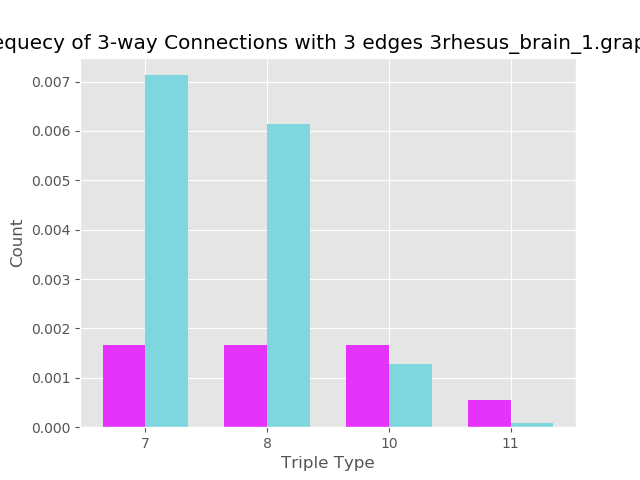 equecy of 3-way Connections with 3 edges 3rhesus_brain_1.grap
0.007
0.006
0.005
0.004
0.003
0.002
0.001
0.000
Count
7 8 10 11
Triple Type